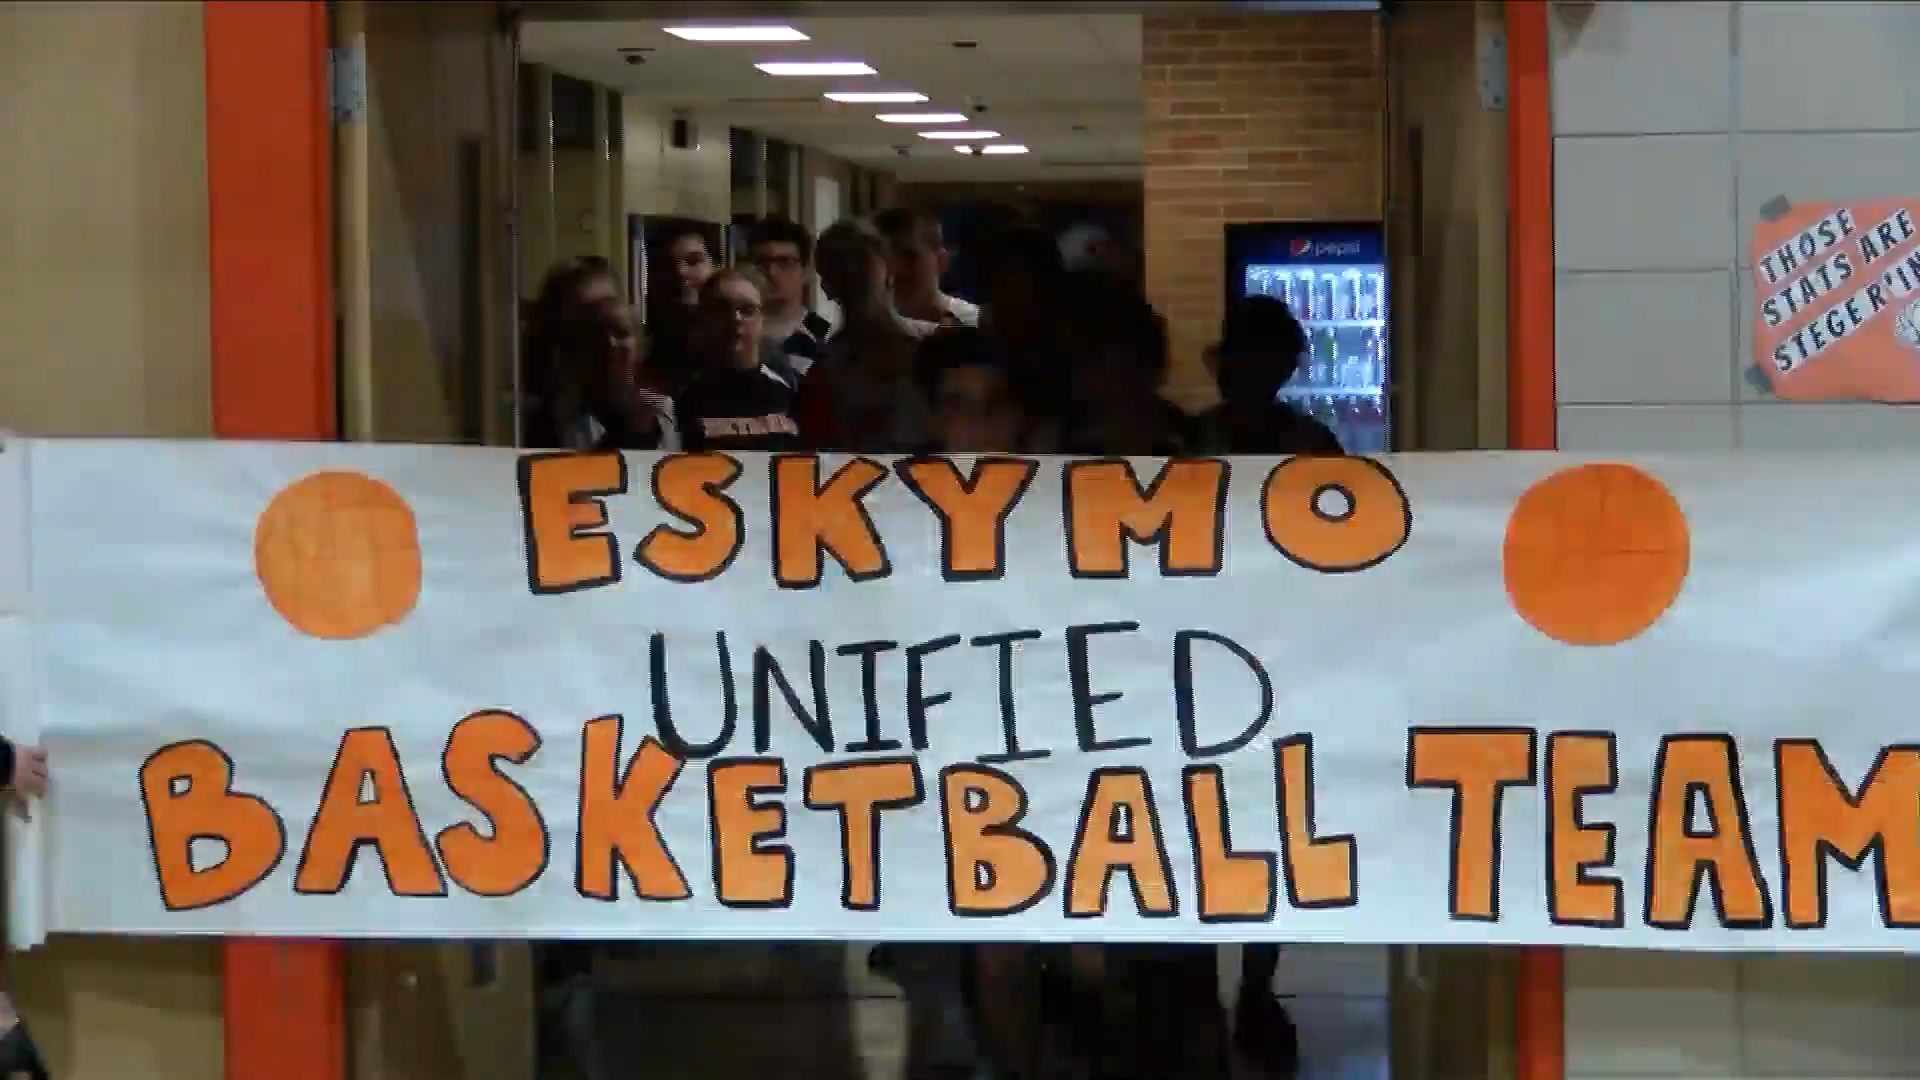 pepsi
THOSE
STATS ARE
STEGER'IN
ESKYMO
UNIFIED
BASKETBALL TEAM